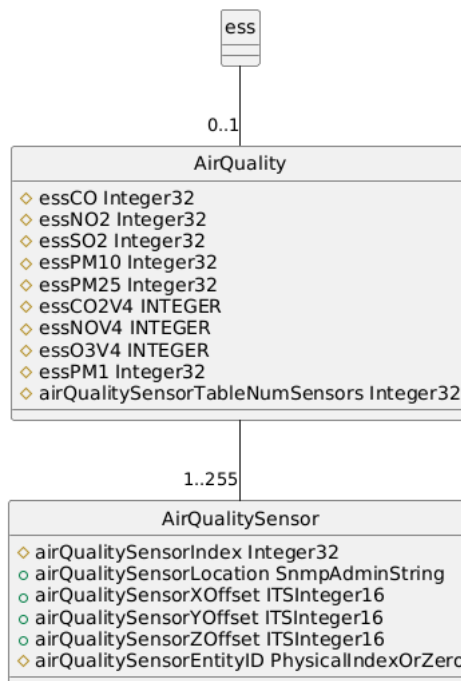 ess
0..1
AirQuality
essCO Integer32
essNO2 Integer32
essSO2 Integer32
essPM10 Integer32
essPM25 Integer32
essCO2V4 INTEGER
essNOV4 INTEGER
essO3V4 INTEGER
essPM1 Integer32
airQualitySensorTableNumSensors Integer32
1..255
AirQualitySensor
airQualitySensorIndex Integer32
airQualitySensorLocation SnmpAdminString
airQualitySensorXOffset ITSInteger16
airQualitySensorYOffset ITSInteger16
airQualitySensorZOffset ITSInteger16
airQualitySensorEntityID PhysicalIndexOrZero